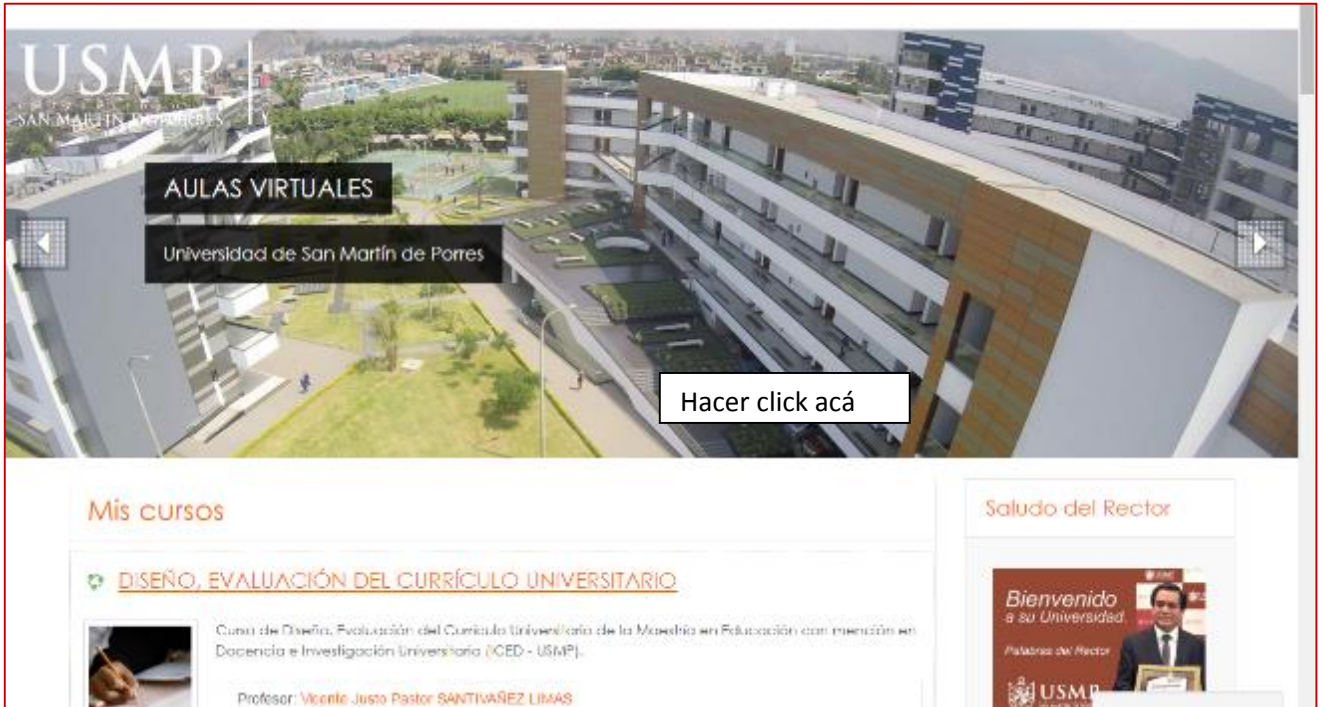 USMP
SAN MARTIN DE PORRES
AULAS VIRTUALES
Universidad de San Martín de Porres
Hacer click acá
Mis cursos
DISEÑO, EVALUACIÓN DEL CURRÍCULO UNIVERSITARIO
Curso de Diseño, Evaluación del Curriculo Universitario de la Maestría en Educación con mención en
Docencia e Investigación Universitaria (ICED - USMP).
Profesor: Vicente Justo Pastor SANTIVAÑEZ LIMAS
Saludo del Rector
Bienvenido
a su Universidad.
Palabras del Rector
USMP